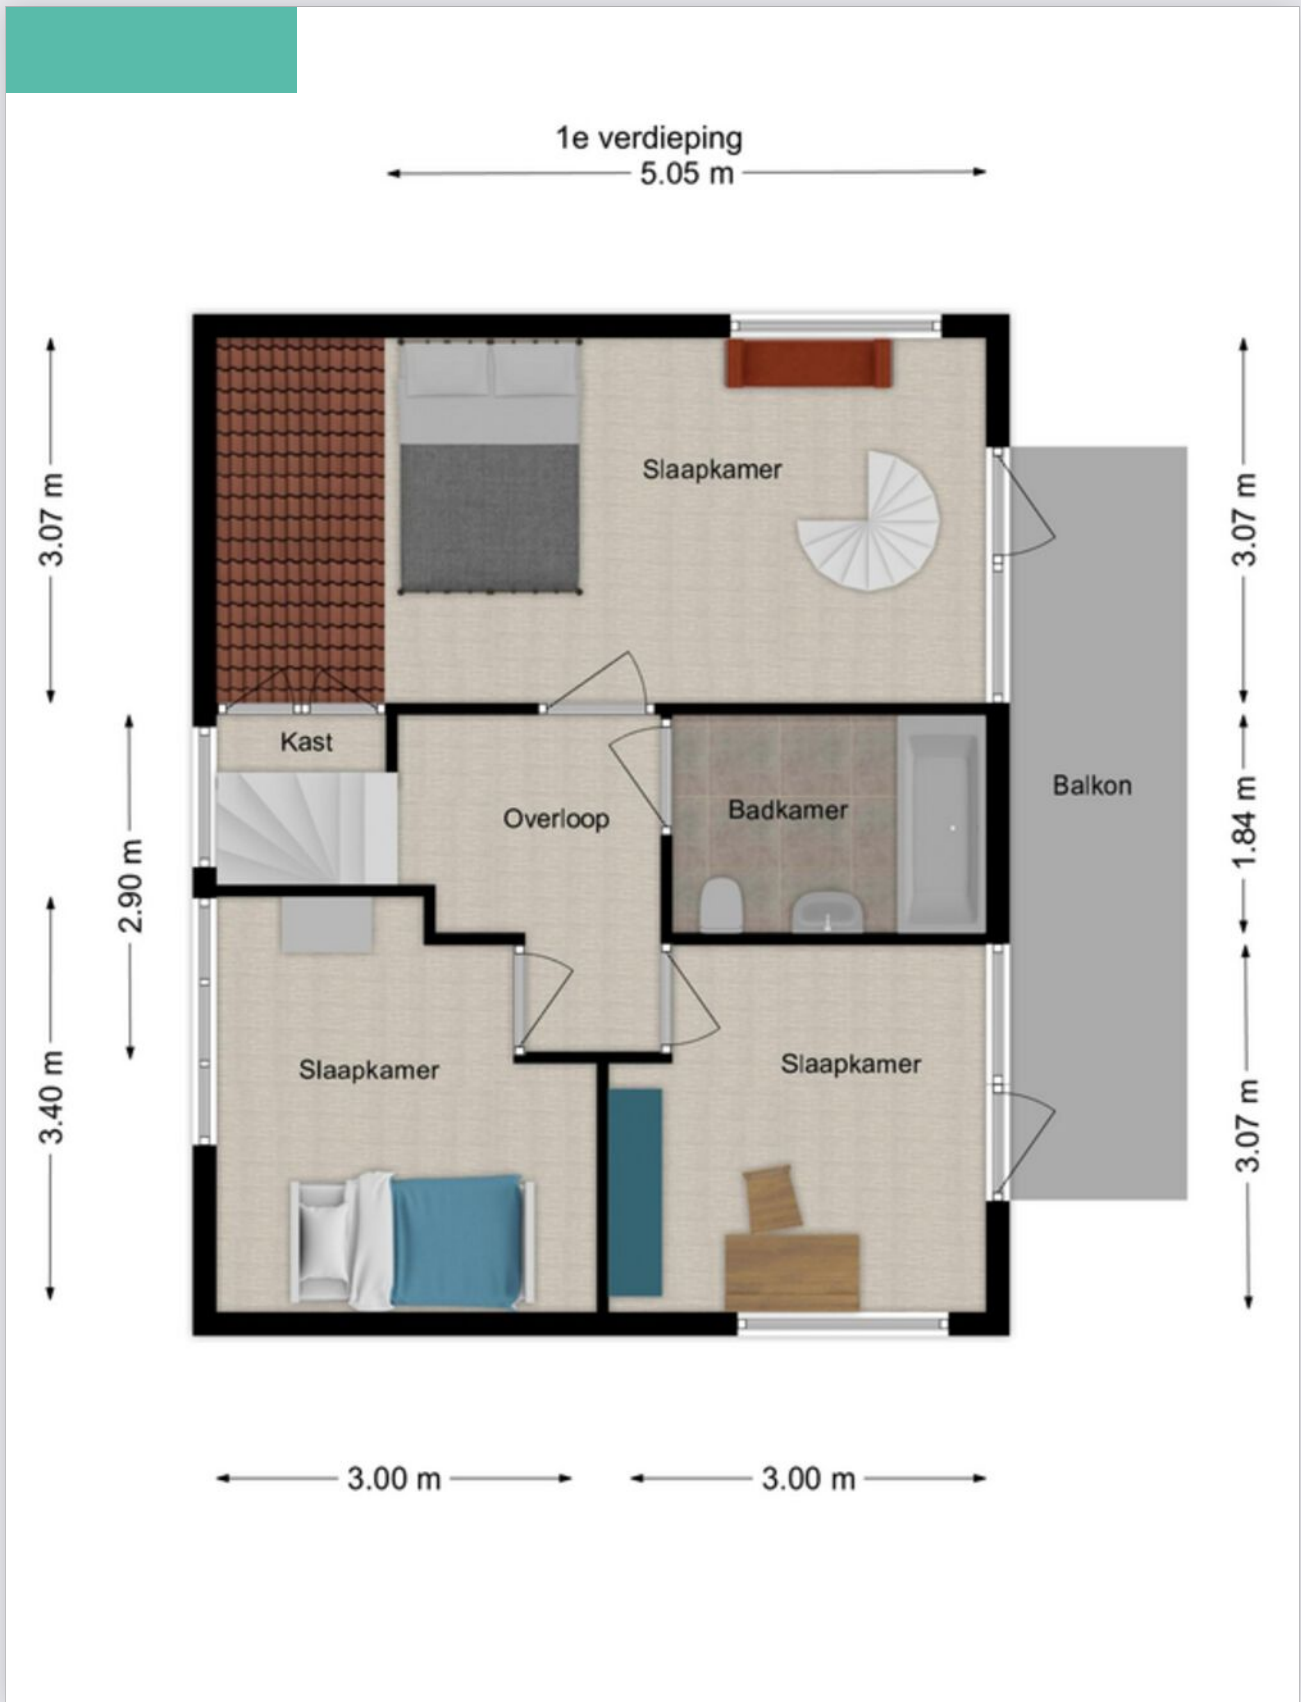 1e verdieping
5.05 m
3.07 m
Slaapkamer
3.07 m
Kast
Overloop
Badkamer
Balkon
1.84 m
2.90 m
Slaapkamer
Slaapkamer
3.40 m
3.07 m
3.00 m
3.00 m